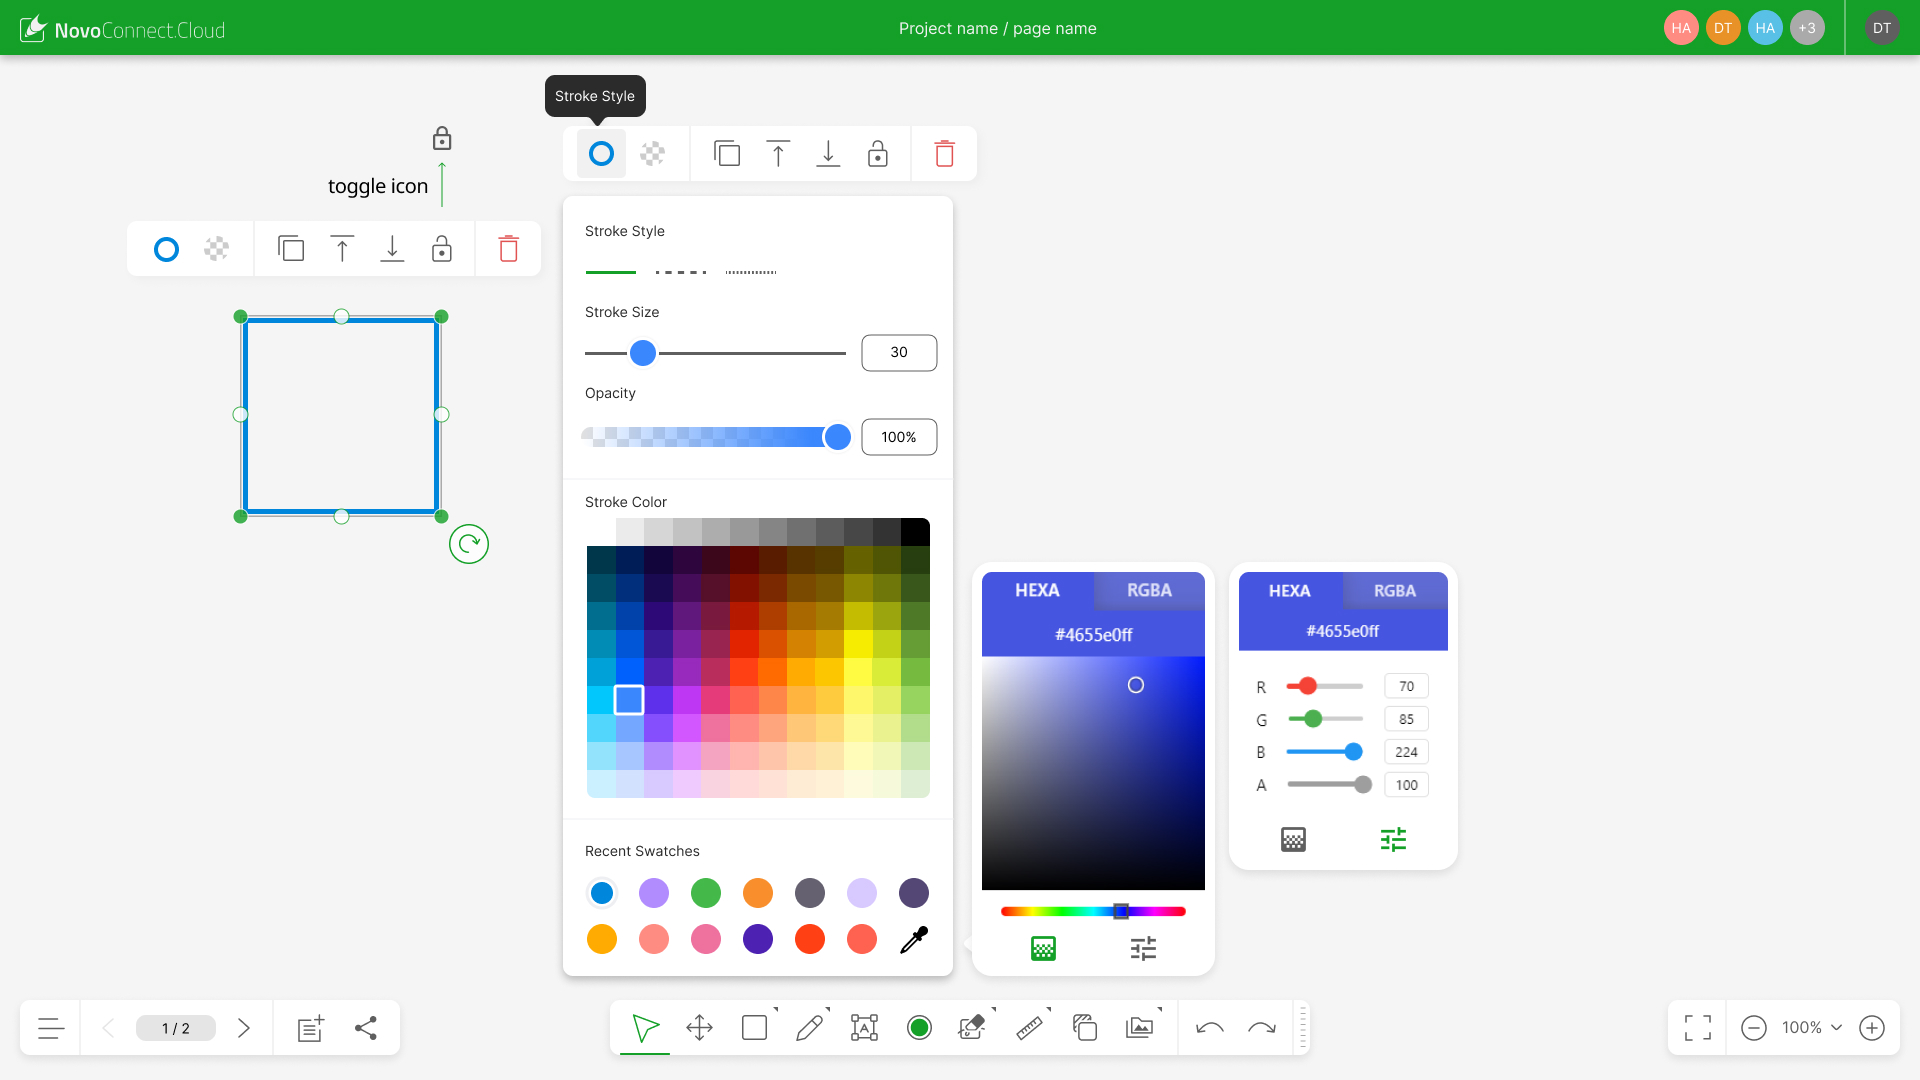 NovoConnect.Cloud
Project name / page name
HA
DT
HA
+3
DT
Stroke Style
toggle icon
Stroke Style
Stroke Size
30
Opacity
100%
Stroke Color
HEXA
RGBA
#4655e0ff
HEXA
RGBA
#4655e0ff
R
70
G
85
B
224
A
100
Recent Swatches
1 / 2
A
100%